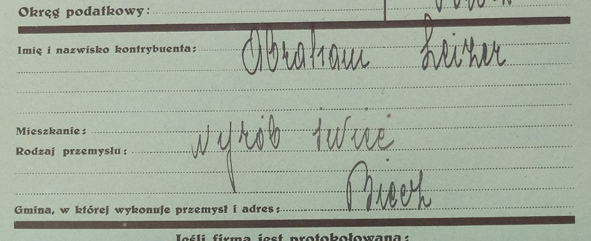 Okręg podatkowy:
Imię i nazwisko kontrybuenta: Abraham Leizer
Mieszkanie:
Rodzaj przemysłu: wyrób świec
Gmina, w której wykonuje przemysł i adres: Biecz
Jeśli firma jest protokołowana: